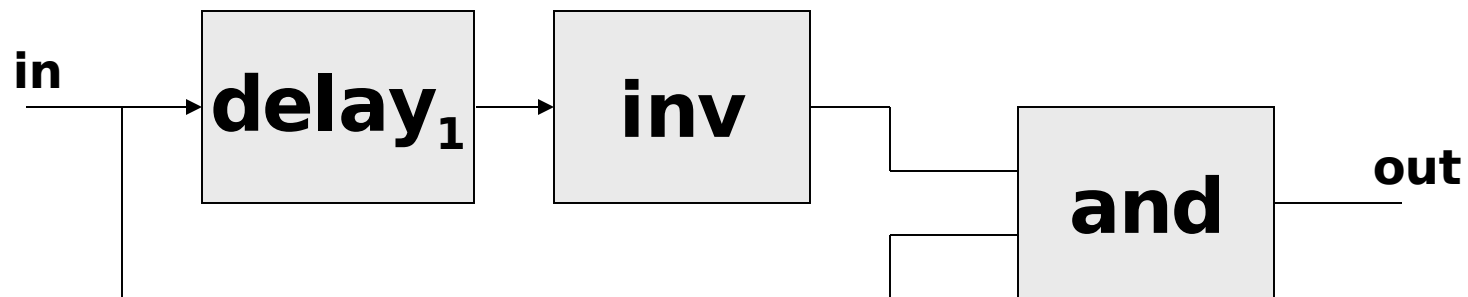 in
delay₁
inv
and
out